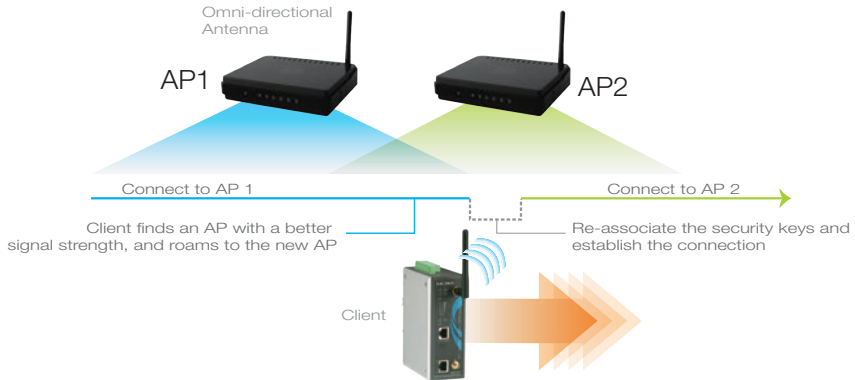 Omni-directional
Antenna
AP1
AP2
Connect to AP 1
Connect to AP 2
Client finds an AP with a better
signal strength, and roams to the new AP
Re-associate the security keys and
establish the connection
Client